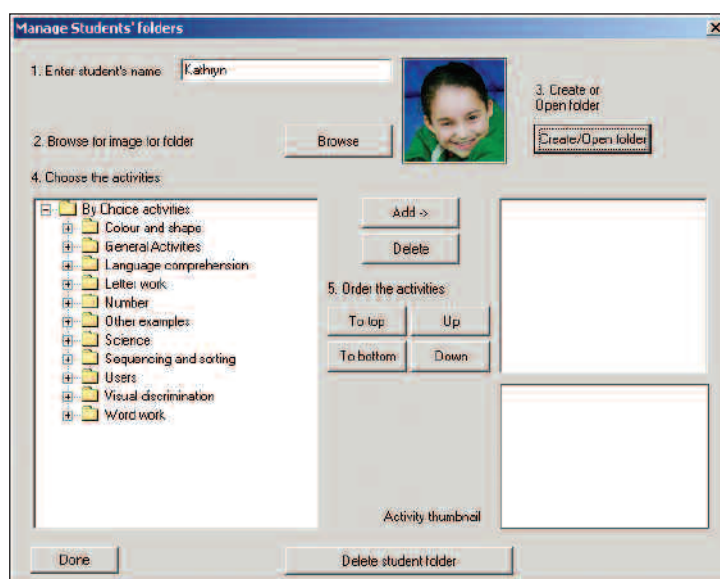 Manage Students' folders
1. Enter student's name
Kathryn
3. Create or
Open folder
2. Browse for image for folder
Browse
Create/Open folder
4. Choose the activities
By Choice activities
Colour and shape
General Activities
Language comprehension
Letter work
Number
Other examples
Science
Sequencing and sorting
Users
Visual discrimination
Word work
Add ->
Delete
5. Order the activities
To top
Up
To bottom
Down
Activity thumbnail
Done
Delete student folder